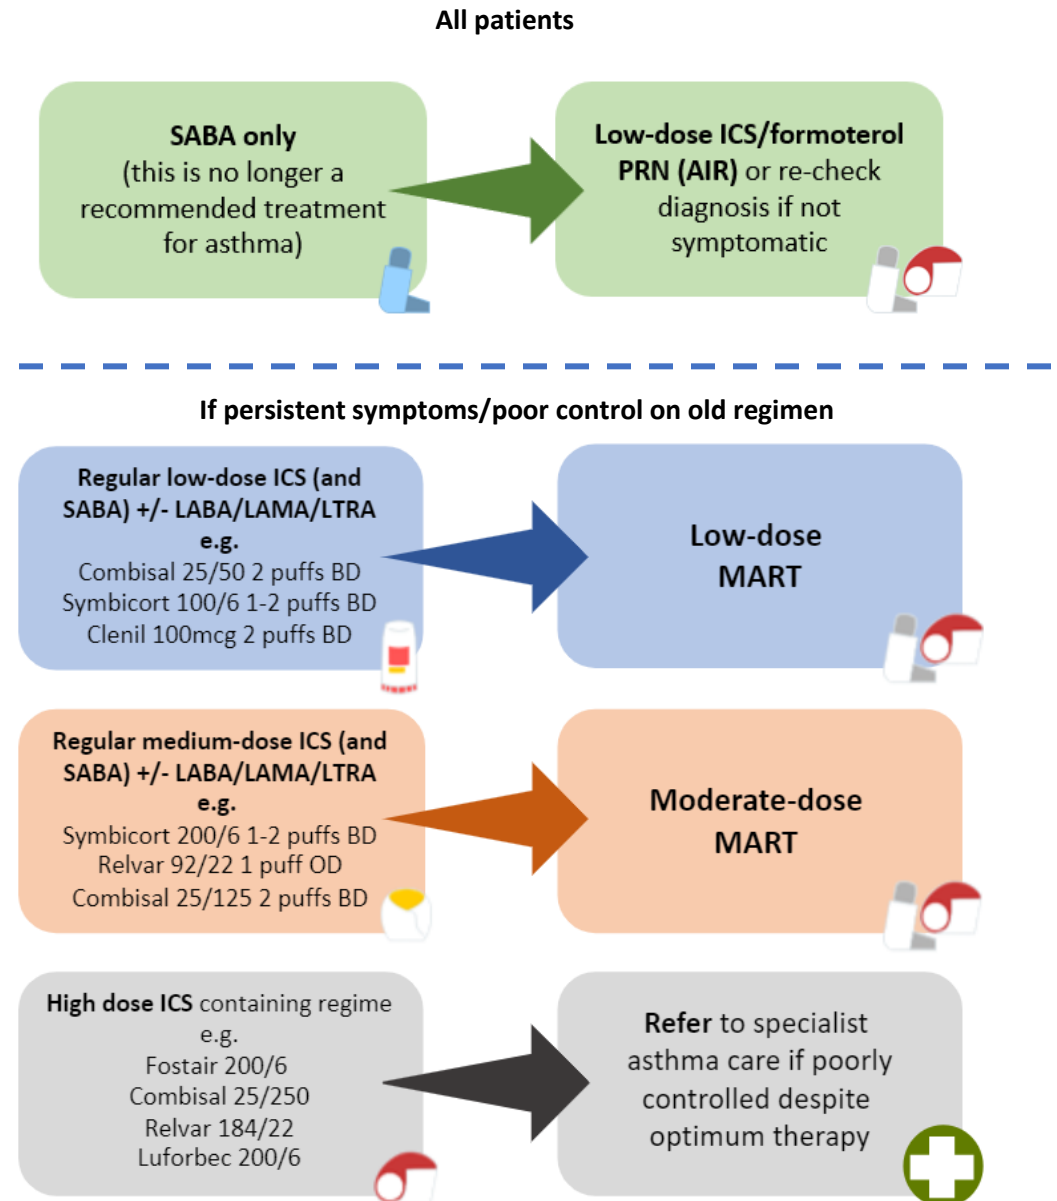 All patients
SABA only
(this is no longer a
recommended treatment
for asthma)
Low-dose ICS/formoterol
PRN (AIR) or re-check
diagnosis if not
symptomatic
If persistent symptoms/poor control on old regimen
Regular low-dose ICS (and
SABA) +/- LABA/LAMA/LTRA
e.g.
Combisal 25/50 2 puffs BD
Symbicort 100/6 1-2 puffs BD
Clenil 100mcg 2 puffs BD
Low-dose
MART
Regular medium-dose ICS (and
SABA) +/- LABA/LAMA/LTRA
e.g.
Symbicort 200/6 1-2 puffs BD
Relvar 92/22 1 puff OD
Combisal 25/125 2 puffs BD
Moderate-dose
MART
High dose ICS containing regime
e.g.
Fostair 200/6
Combisal 25/250
Relvar 184/22
Luforbec 200/6
Refer to specialist
asthma care if poorly
controlled despite
optimum therapy